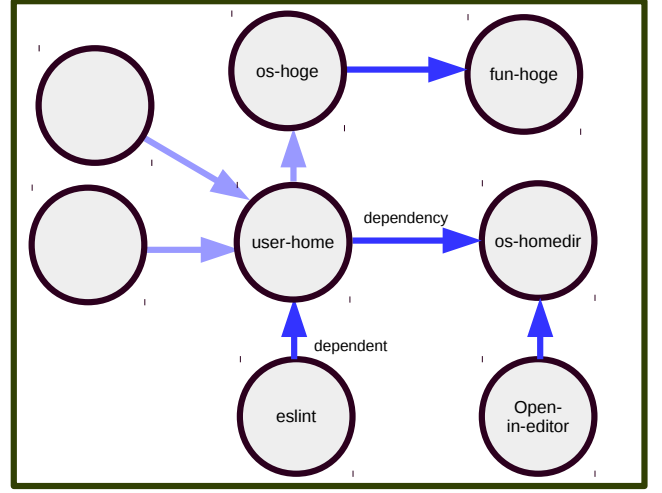 os-hoge
fun-hoge
dependency
user-home
os-homedir
dependent
eslint
Open-
in-editor